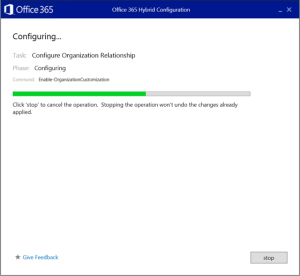 Office 365
Office 365 Hybrid Configuration
Configuring...
Task: Configure Organization Relationship
Phase: Configuring
Command: Enable-OrganizationCustomization
Click 'stop' to cancel the operation. Stopping the operation won't undo the changes already
applied.
Give Feedback
stop